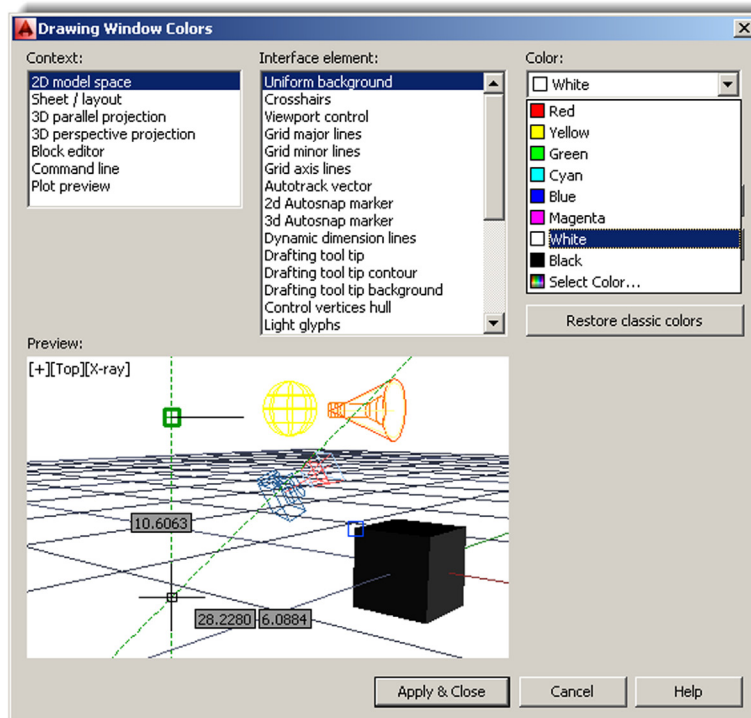 Drawing Window Colors
Context:
2D model space
Sheet / layout
3D parallel projection
3D perspective projection
Block editor
Command line
Plot preview
Interface element:
Uniform background
Crosshairs
Viewport control
Grid major lines
Grid minor lines
Grid axis lines
Autotrack vector
2d Autosnap marker
3d Autosnap marker
Dynamic dimension lines
Drafting tool tip
Drafting tool tip contour
Drafting tool tip background
Control vertices hull
Light glyphs
Color:
White
Red
Yellow
Green
Cyan
Blue
Magenta
White
Black
Select Color...
Restore classic colors
Preview:
[+][Top][X-ray]
10.6063
28.2280 6.0884
Apply & Close
Cancel
Help